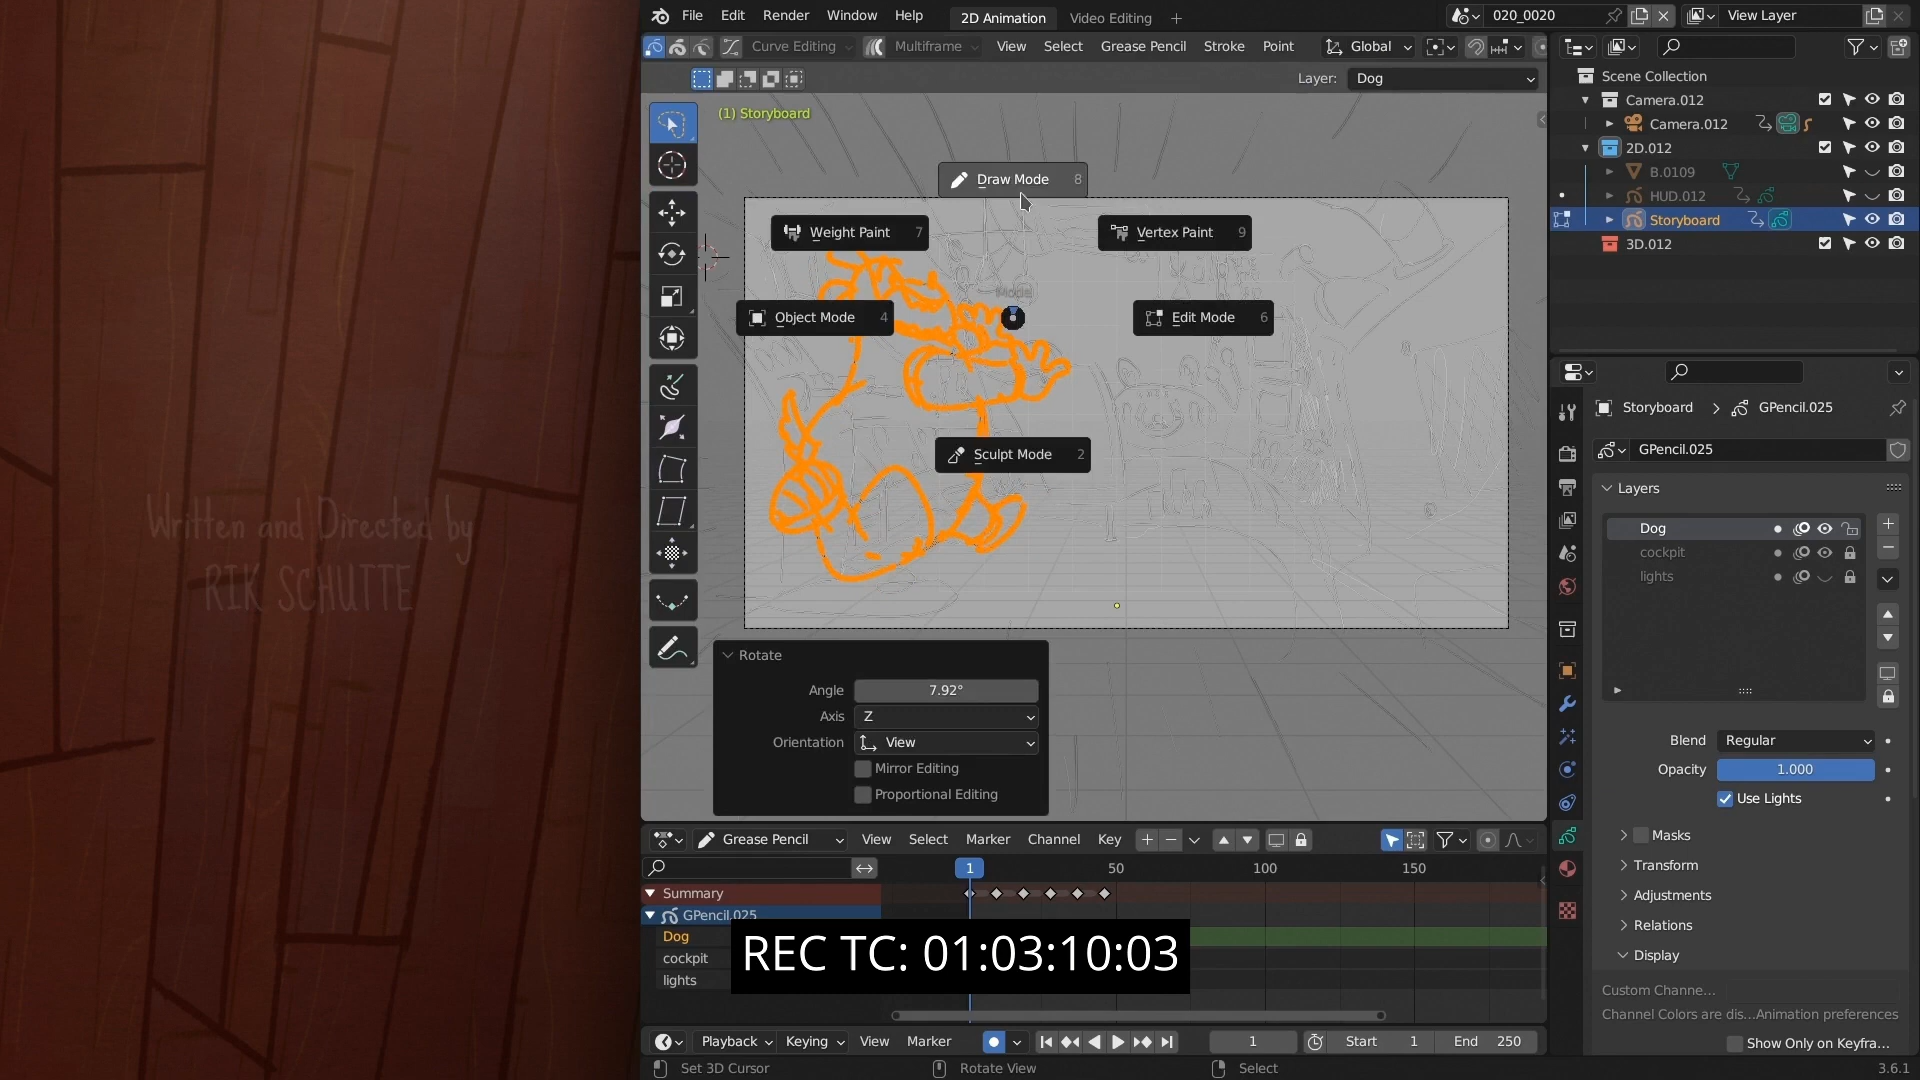 File Edit Render Window Help 2D Animation Video Editing + 020_0020 View Layer
Curve Editing Multiframe View Select Grease Pencil Stroke Point Global
Layer: Dog
(1) Storyboard
Draw Mode 8
Weight Paint 7
Vertex Paint 9
Mode
Object Mode 4
Edit Mode 6
Sculpt Mode 2
Written and Directed by
RIK SCHUTTE
Rotate
Angle 7.92°
Axis Z
Orientation View
Mirror Editing
Proportional Editing
Grease Pencil View Select Marker Channel Key
1 50 100 150
Summary
GPencil.025
Dog
cockpit
lights
REC TC: 01:03:10:03
Playback Keying View Marker 1 Start 1 End 250
Set 3D Cursor Rotate View Select 3.6.1
Scene Collection
Camera.012
Camera.012
2D.012
B.0109
HUD.012
Storyboard
3D.012
Storyboard > GPencil.025
GPencil.025
Layers
Dog
cockpit
lights
Blend Regular
Opacity 1.000
Use Lights
Masks
Transform
Adjustments
Relations
Display
Custom Channe...
Channel Colors are dis...Animation preferences
Show Only on Keyfra...